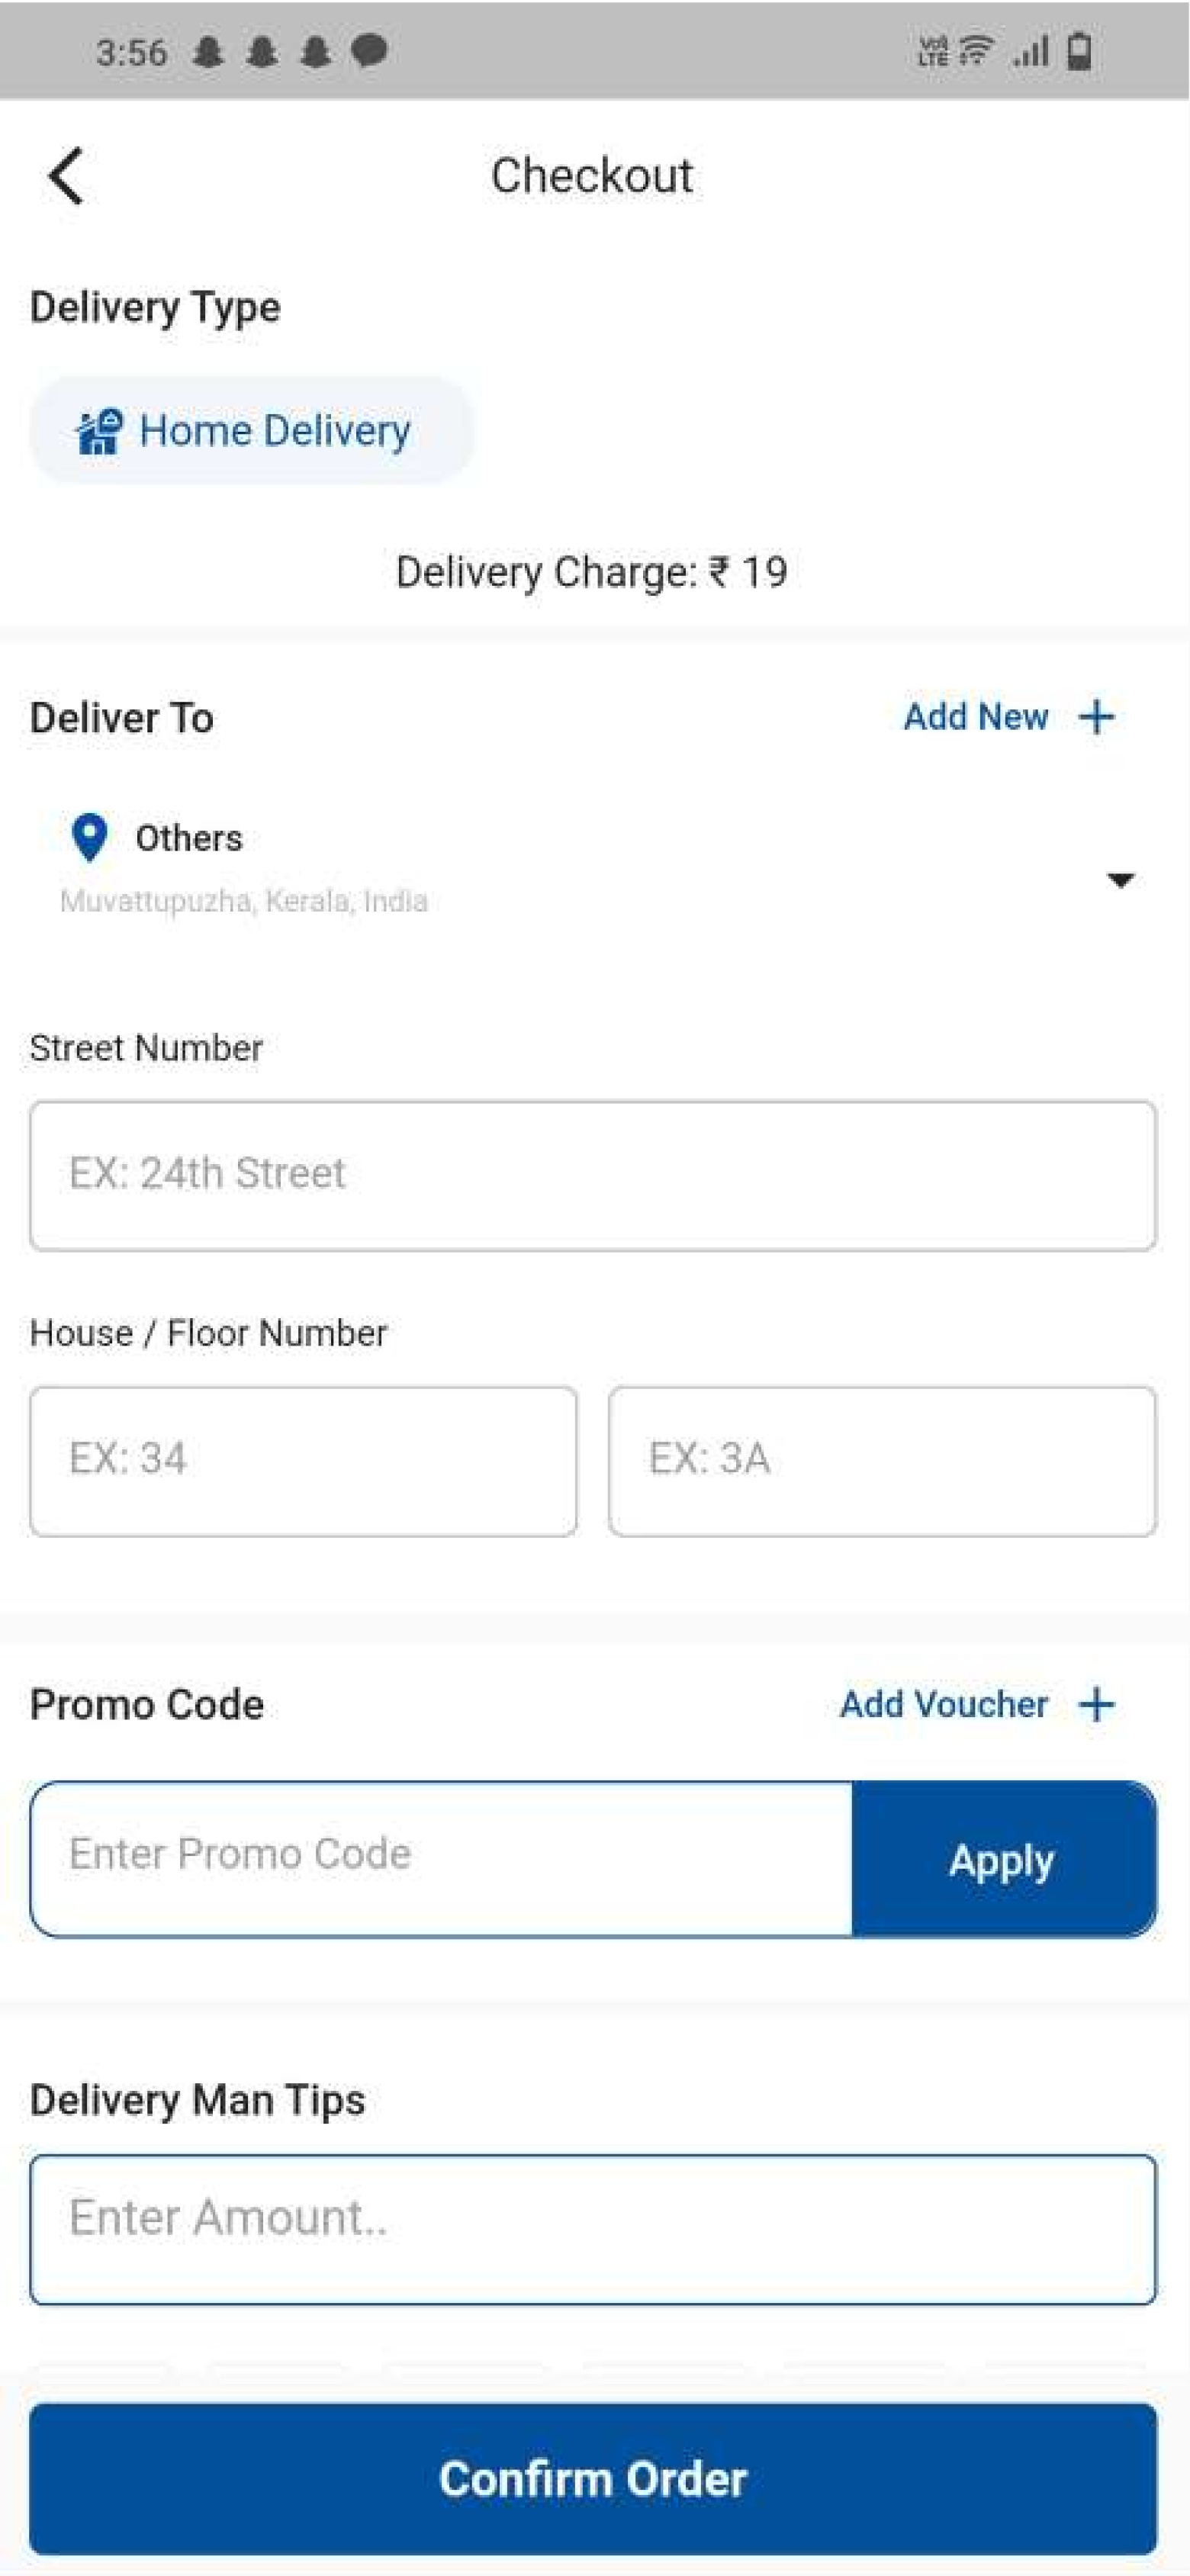 3:56
Vo) LTE
Checkout
Delivery Type
Home Delivery
Delivery Charge: ₹ 19
Deliver To
Add New +
Others
Muvattupuzha, Kerala, India
Street Number
EX: 24th Street
House / Floor Number
EX: 34
EX: 3A
Promo Code
Add Voucher +
Enter Promo Code
Apply
Delivery Man Tips
Enter Amount..
Confirm Order